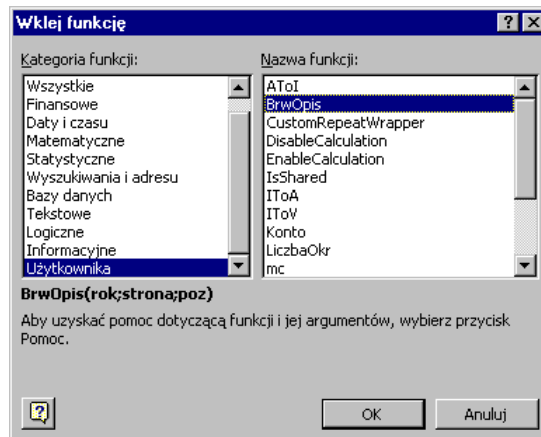 Wklej funkcję
Kategoria funkcji:
Wszystkie
Finansowe
Daty i czasu
Matematyczne
Statystyczne
Wyszukiwania i adresu
Bazy danych
Tekstowe
Logiczne
Informacyjne
Użytkownika
Nazwa funkcji:
AToI
BrwOpis
CustomRepeatWrapper
DisableCalculation
EnableCalculation
IsShared
IToA
IToV
Konto
LiczbaOkr
mc
BrwOpis(rok;strona;poz)
Aby uzyskać pomoc dotyczącą funkcji i jej argumentów, wybierz przycisk
Pomoc.
OK
Anuluj